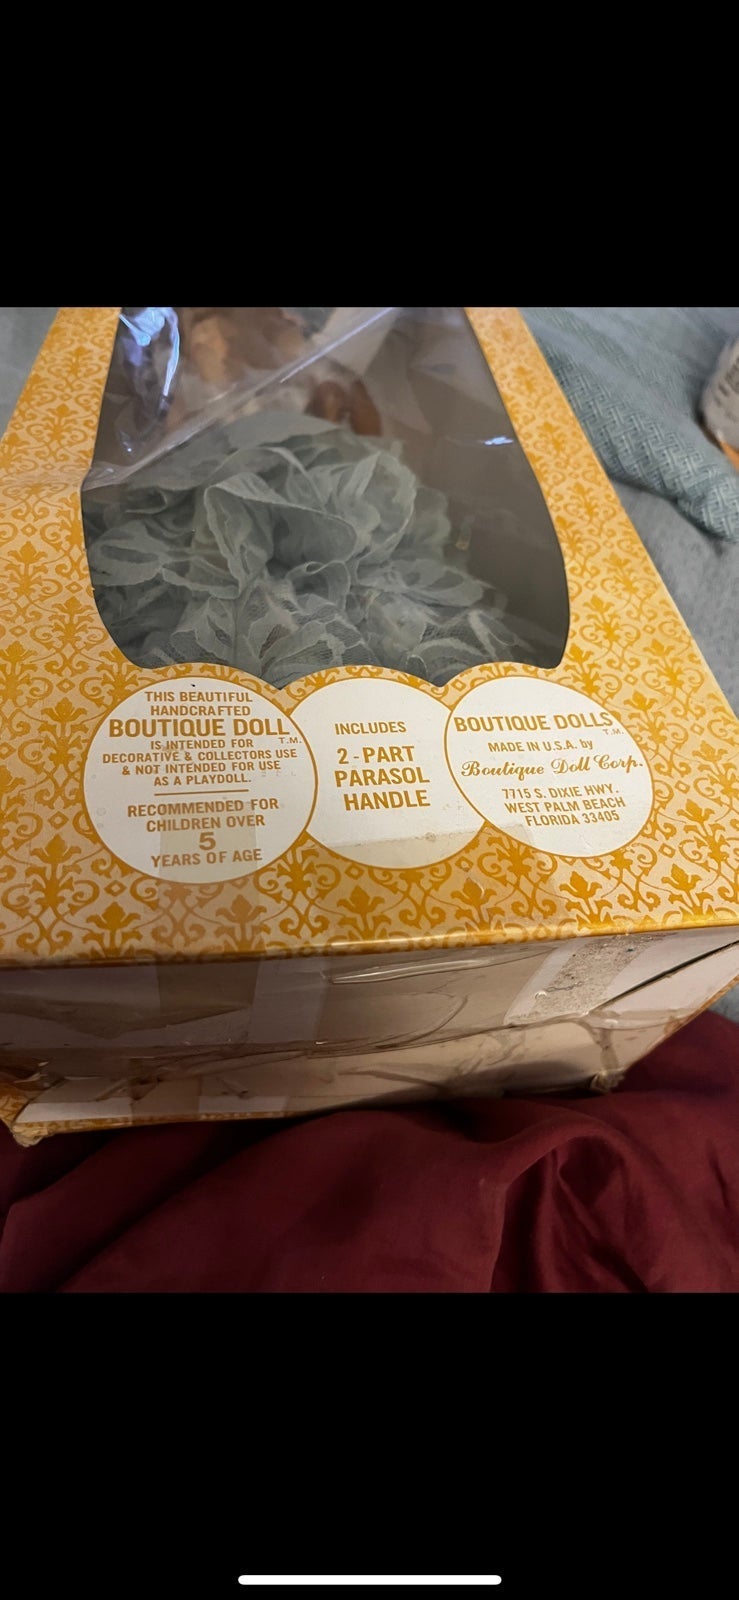 THIS BEAUTIFUL
HANDCRAFTED
BOUTIQUE DOLL T.M.
IS INTENDED FOR
DECORATIVE & COLLECTORS USE
& NOT INTENDED FOR USE
AS A PLAYDOLL.
RECOMMENDED FOR
CHILDREN OVER
5
YEARS OF AGE
INCLUDES
2-PART
PARASOL
HANDLE
BOUTIQUE DOLLS T.M.
MADE IN U.S.A. by
Boutique Doll Corp.
7715 S. DIXIE HWY.
WEST PALM BEACH
FLORIDA 33405